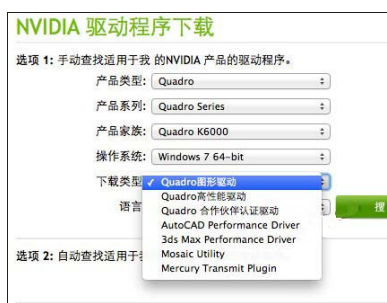 NVIDIA 驱动程序下载
选项 1: 手动查找适用于我 的NVIDIA 产品的驱动程序。
产品类型: Quadro
产品系列: Quadro Series
产品家族: Quadro K6000
操作系统: Windows 7 64-bit
下载类型 ✓ Quadro图形驱动
Quadro高性能驱动
语言 Quadro 合作伙伴认证驱动
搜
AutoCAD Performance Driver
3ds Max Performance Driver
选项 2: 自动查找适用于
Mosaic Utility
Mercury Transmit Plugin